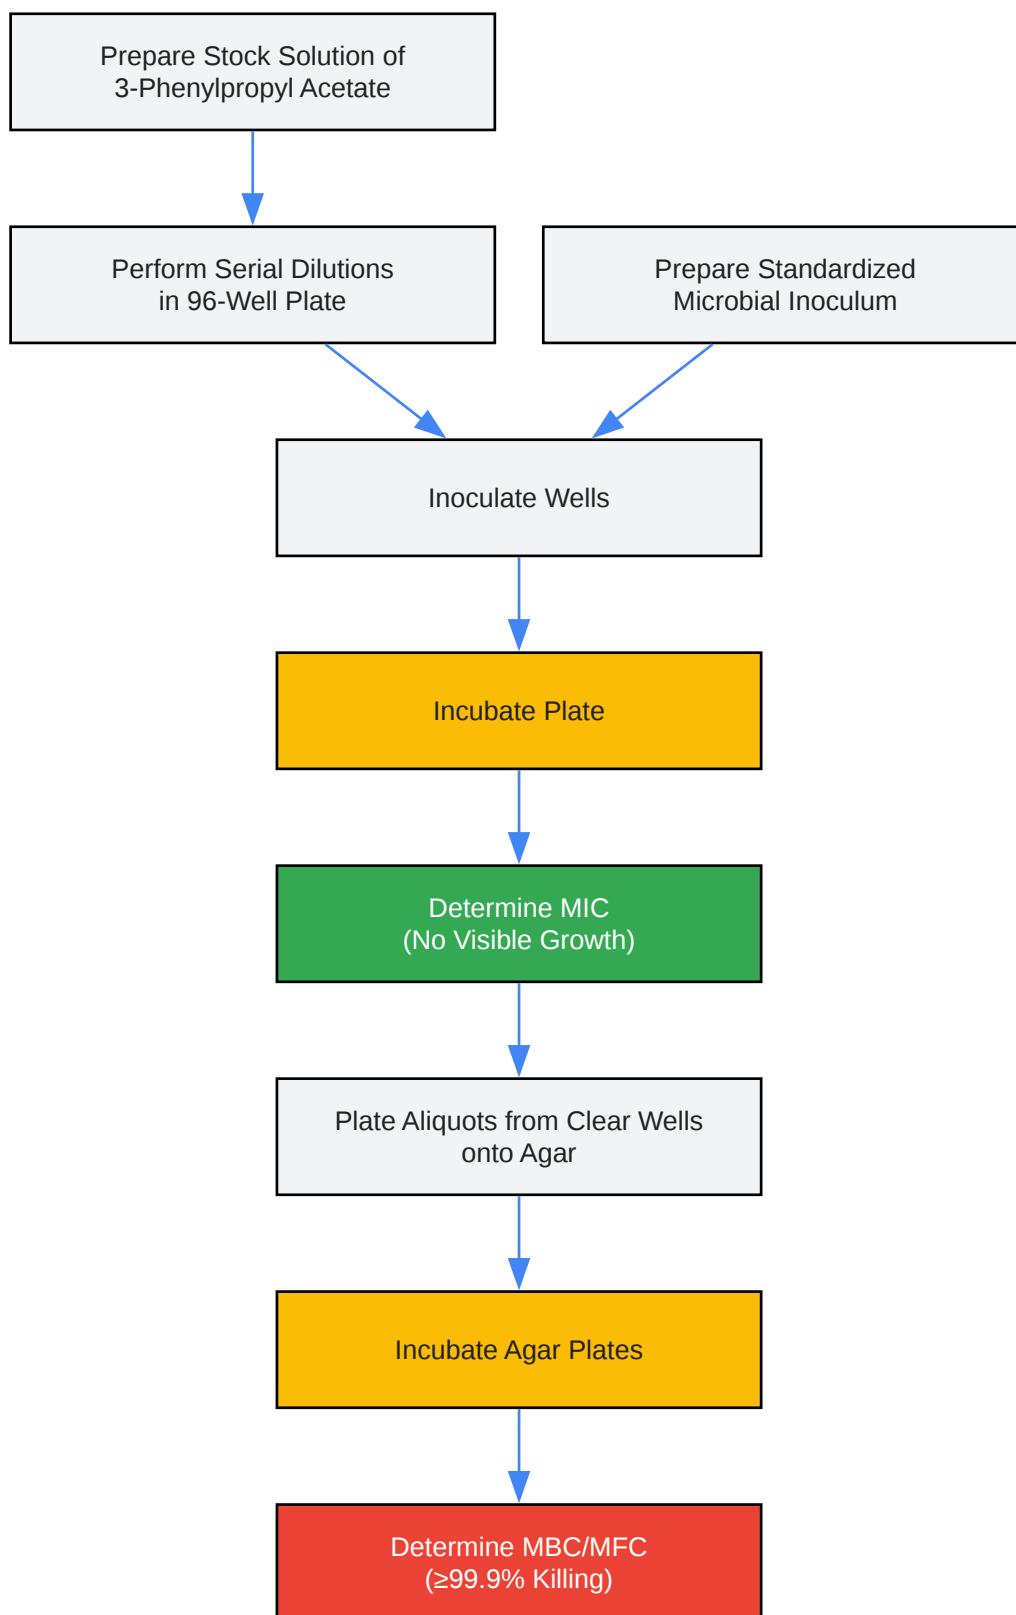 Prepare Stock Solution of
3-Phenylpropyl Acetate
Perform Serial Dilutions
in 96-Well Plate
Prepare Standardized
Microbial Inoculum
Inoculate Wells
Incubate Plate
Determine MIC
(No Visible Growth)
Plate Aliquots from Clear Wells
onto Agar
Incubate Agar Plates
Determine MBC/MFC
(≥99.9% Killing)